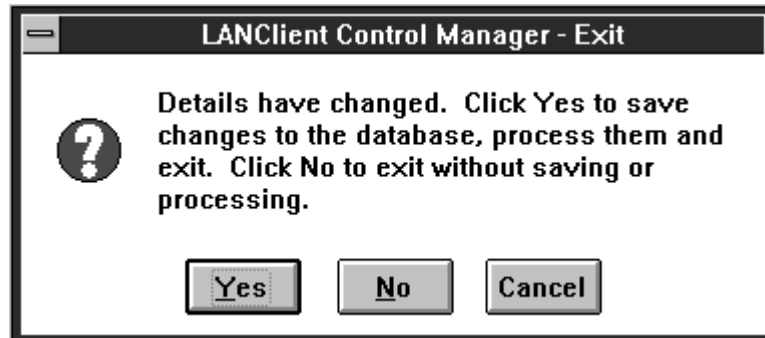 LANClient Control Manager - Exit
Details have changed.  Click Yes to save
changes to the database, process them and
exit.  Click No to exit without saving or
processing.
Yes No Cancel